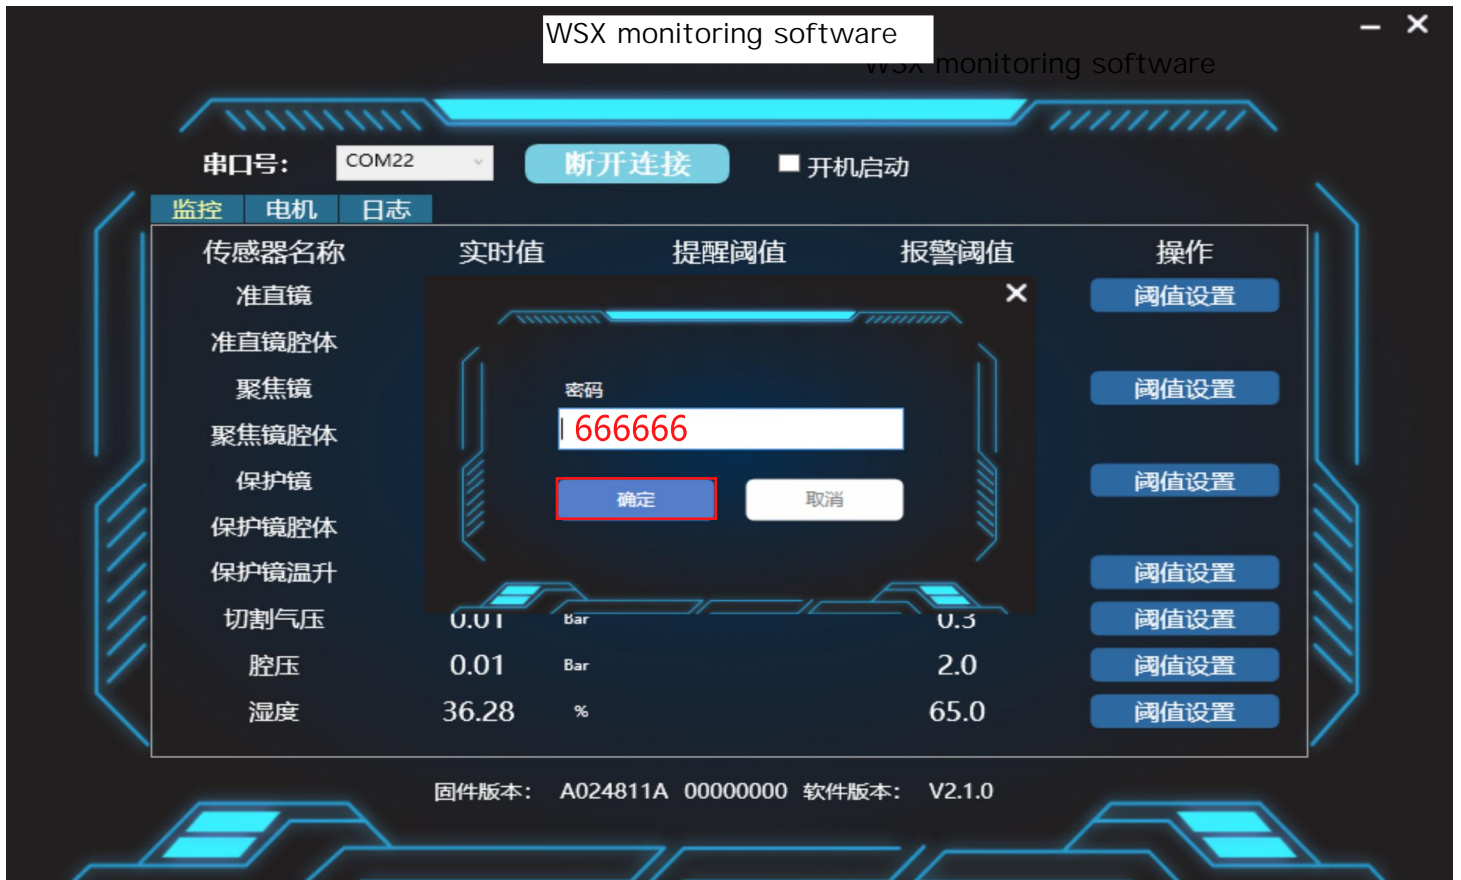 WSX monitoring software
WSX monitoring software
串口号: COM22 断开连接 开机启动
监控 电机 日志
传感器名称 实时值 提醒阈值 报警阈值 操作
准直镜 阈值设置
准直镜腔体
聚焦镜 阈值设置
密码
聚焦镜腔体
666666
保护镜 阈值设置
确定 取消
保护镜腔体
保护镜温升 阈值设置
切割气压 0.01 Bar 0.3 阈值设置
腔压 0.01 Bar 2.0 阈值设置
湿度 36.28 % 65.0 阈值设置
固件版本: A024811A 00000000 软件版本: V2.1.0